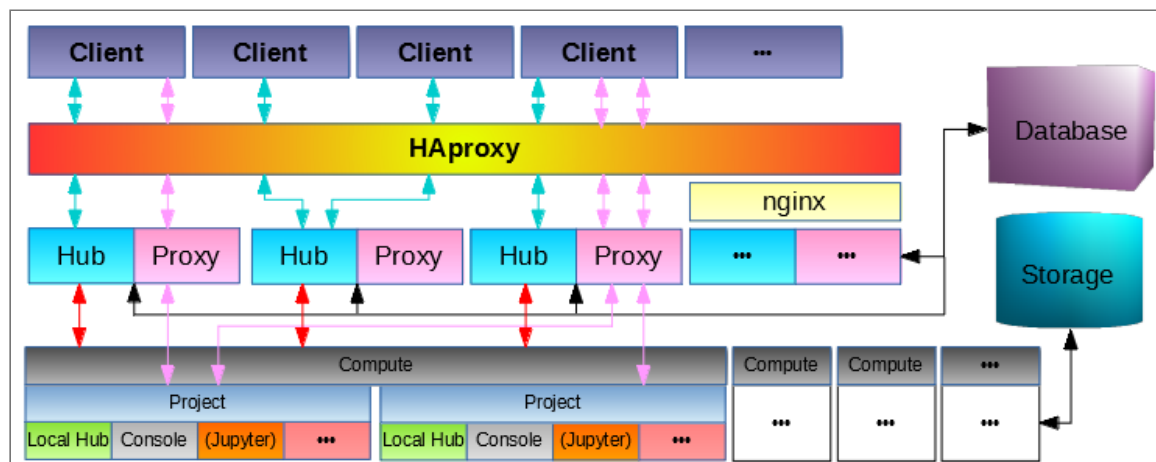 Client
Client
Client
Client
•••
HAproxy
Database
nginx
Hub
Proxy
Hub
Proxy
Hub
Proxy
•••
•••
Storage
Compute
Compute
Compute
•••
Project
Project
•••
•••
•••
Local Hub
Console
(Jupyter)
•••
Local Hub
Console
(Jupyter)
•••